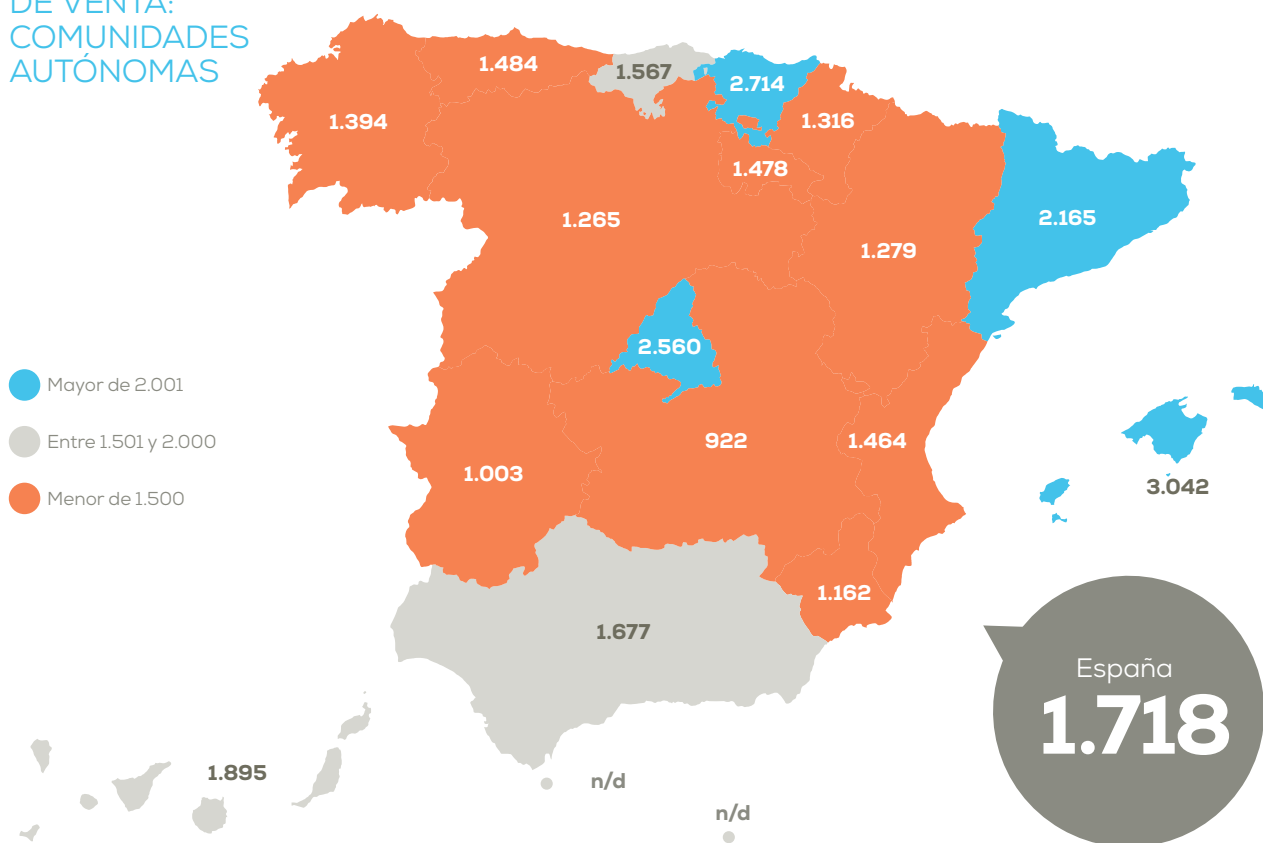 DE VENTA:
COMUNIDADES
AUTÓNOMAS
1.484
1.567
2.714
1.394
1.316
1.478
1.265
2.165
1.279
2.560
Mayor de 2.001
Entre 1.501 y 2.000
Menor de 1.500
922
1.464
1.003
3.042
1.162
1.677
España
1.718
1.895
n/d
n/d